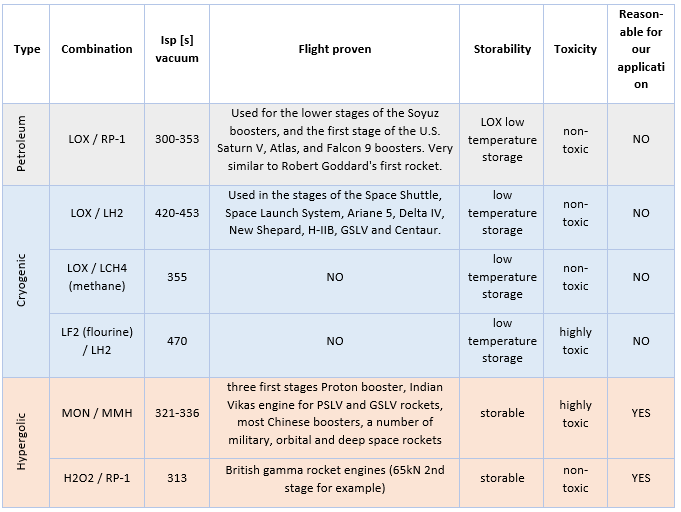 Type
Combination
Isp [s]
vacuum
Flight proven
Storability
Toxicity
Reason-
able for
our
applicati
on
Petroleum
LOX / RP-1
300-353
Used for the lower stages of the Soyuz
boosters, and the first stage of the U.S.
Saturn V, Atlas, and Falcon 9 boosters. Very
similar to Robert Goddard's first rocket.
LOX low
temperature
storage
non-
toxic
NO
Cryogenic
LOX / LH2
420-453
Used in the stages of the Space Shuttle,
Space Launch System, Ariane 5, Delta IV,
New Shepard, H-IIB, GSLV and Centaur.
low
temperature
storage
non-
toxic
NO
LOX / LCH4
(methane)
355
NO
low
temperature
storage
non-
toxic
NO
LF2 (flourine)
/ LH2
470
NO
low
temperature
storage
highly
toxic
NO
Hypergolic
MON / MMH
321-336
three first stages Proton booster, Indian
Vikas engine for PSLV and GSLV rockets,
most Chinese boosters, a number of
military, orbital and deep space rockets
storable
highly
toxic
YES
H2O2 / RP-1
313
British gamma rocket engines (65kN 2nd
stage for example)
storable
non-
toxic
YES